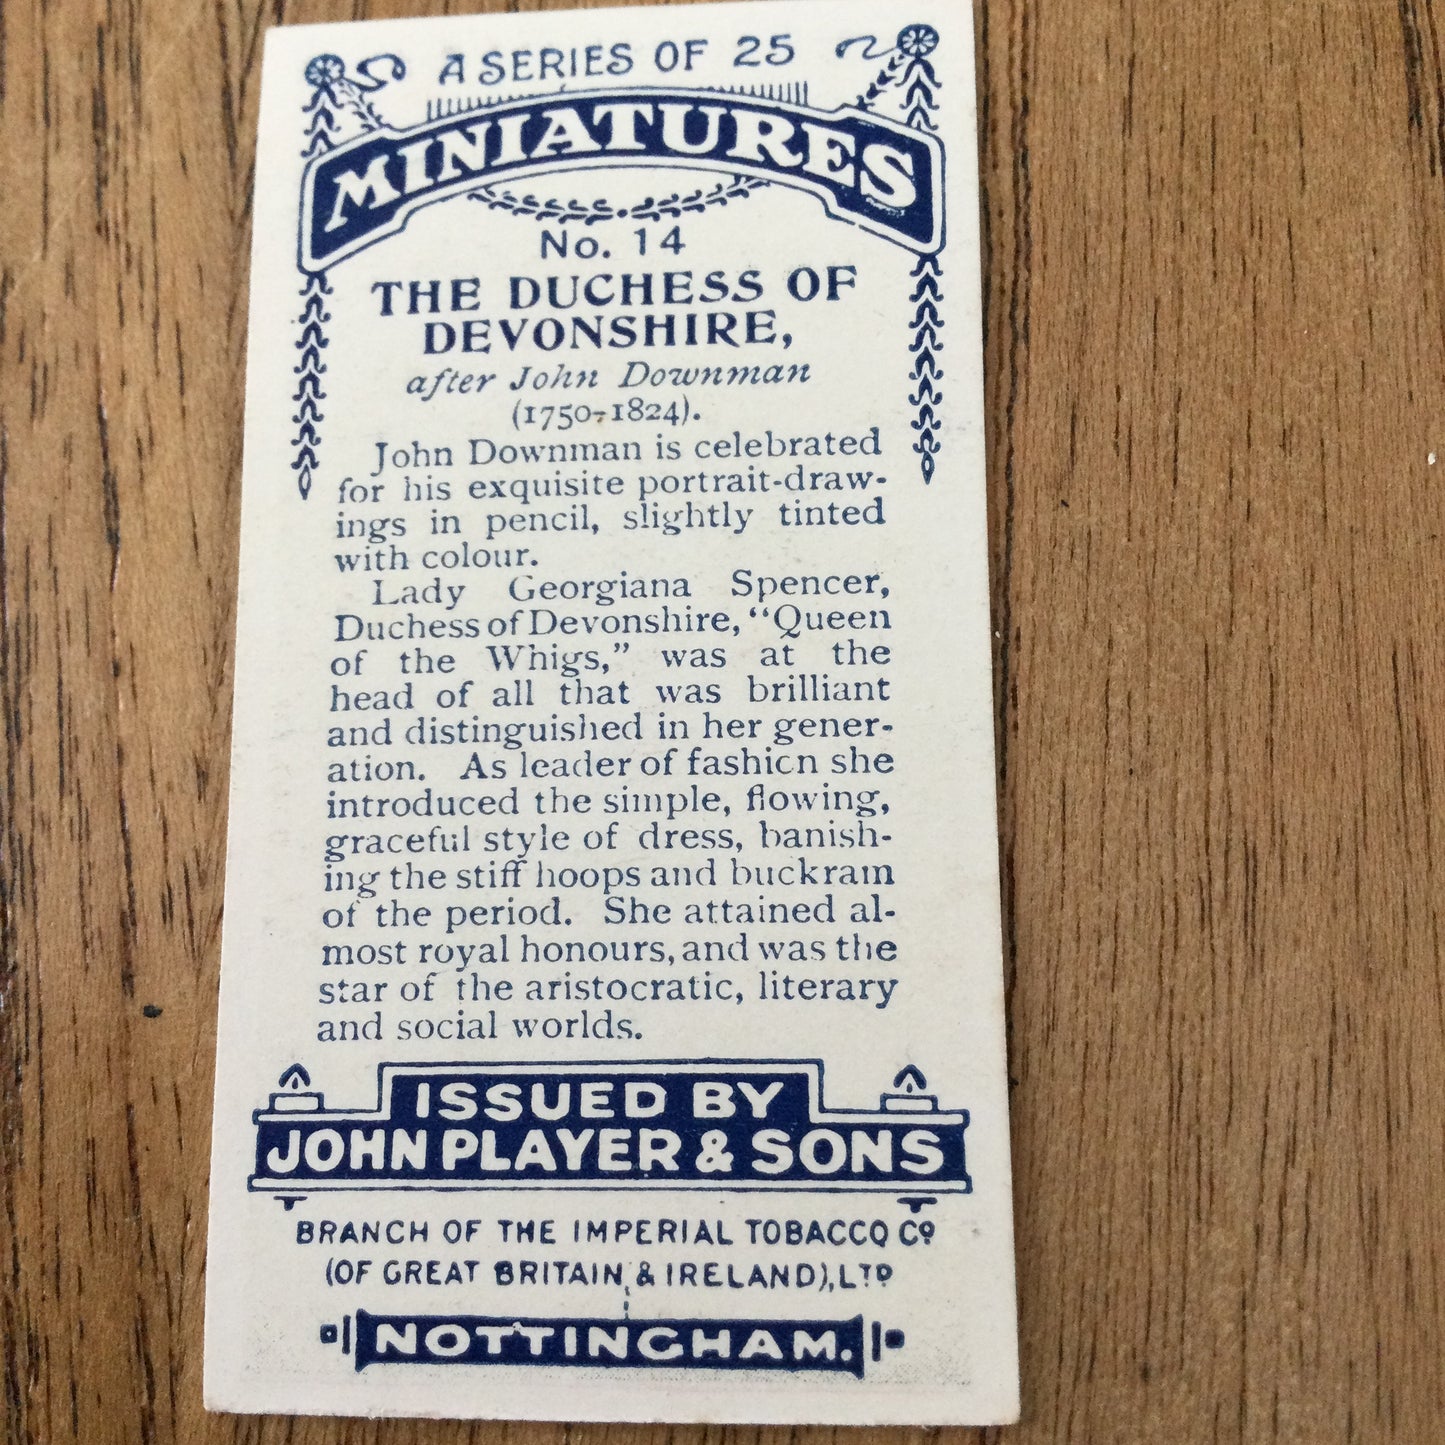 A SERIES OF 25
MINIATURES
No. 14
THE DUCHESS OF
DEVONSHIRE,
after John Downman
(1750-1824).
John Downman is celebrated
for his exquisite portrait-draw-
ings in pencil, slightly tinted
with colour.
Lady Georgiana Spencer,
Duchess of Devonshire, "Queen
of the Whigs," was at the
head of all that was brilliant
and distinguished in her gener-
ation. As leader of fashion she
introduced the simple, flowing,
graceful style of dress, banish-
ing the stiff hoops and buckram
of the period. She attained al-
most royal honours, and was the
star of the aristocratic, literary
and social worlds.
ISSUED BY
JOHN PLAYER & SONS
BRANCH OF THE IMPERIAL TOBACCO CO
(OF GREAT BRITAIN & IRELAND), LTD
NOTTINGHAM.